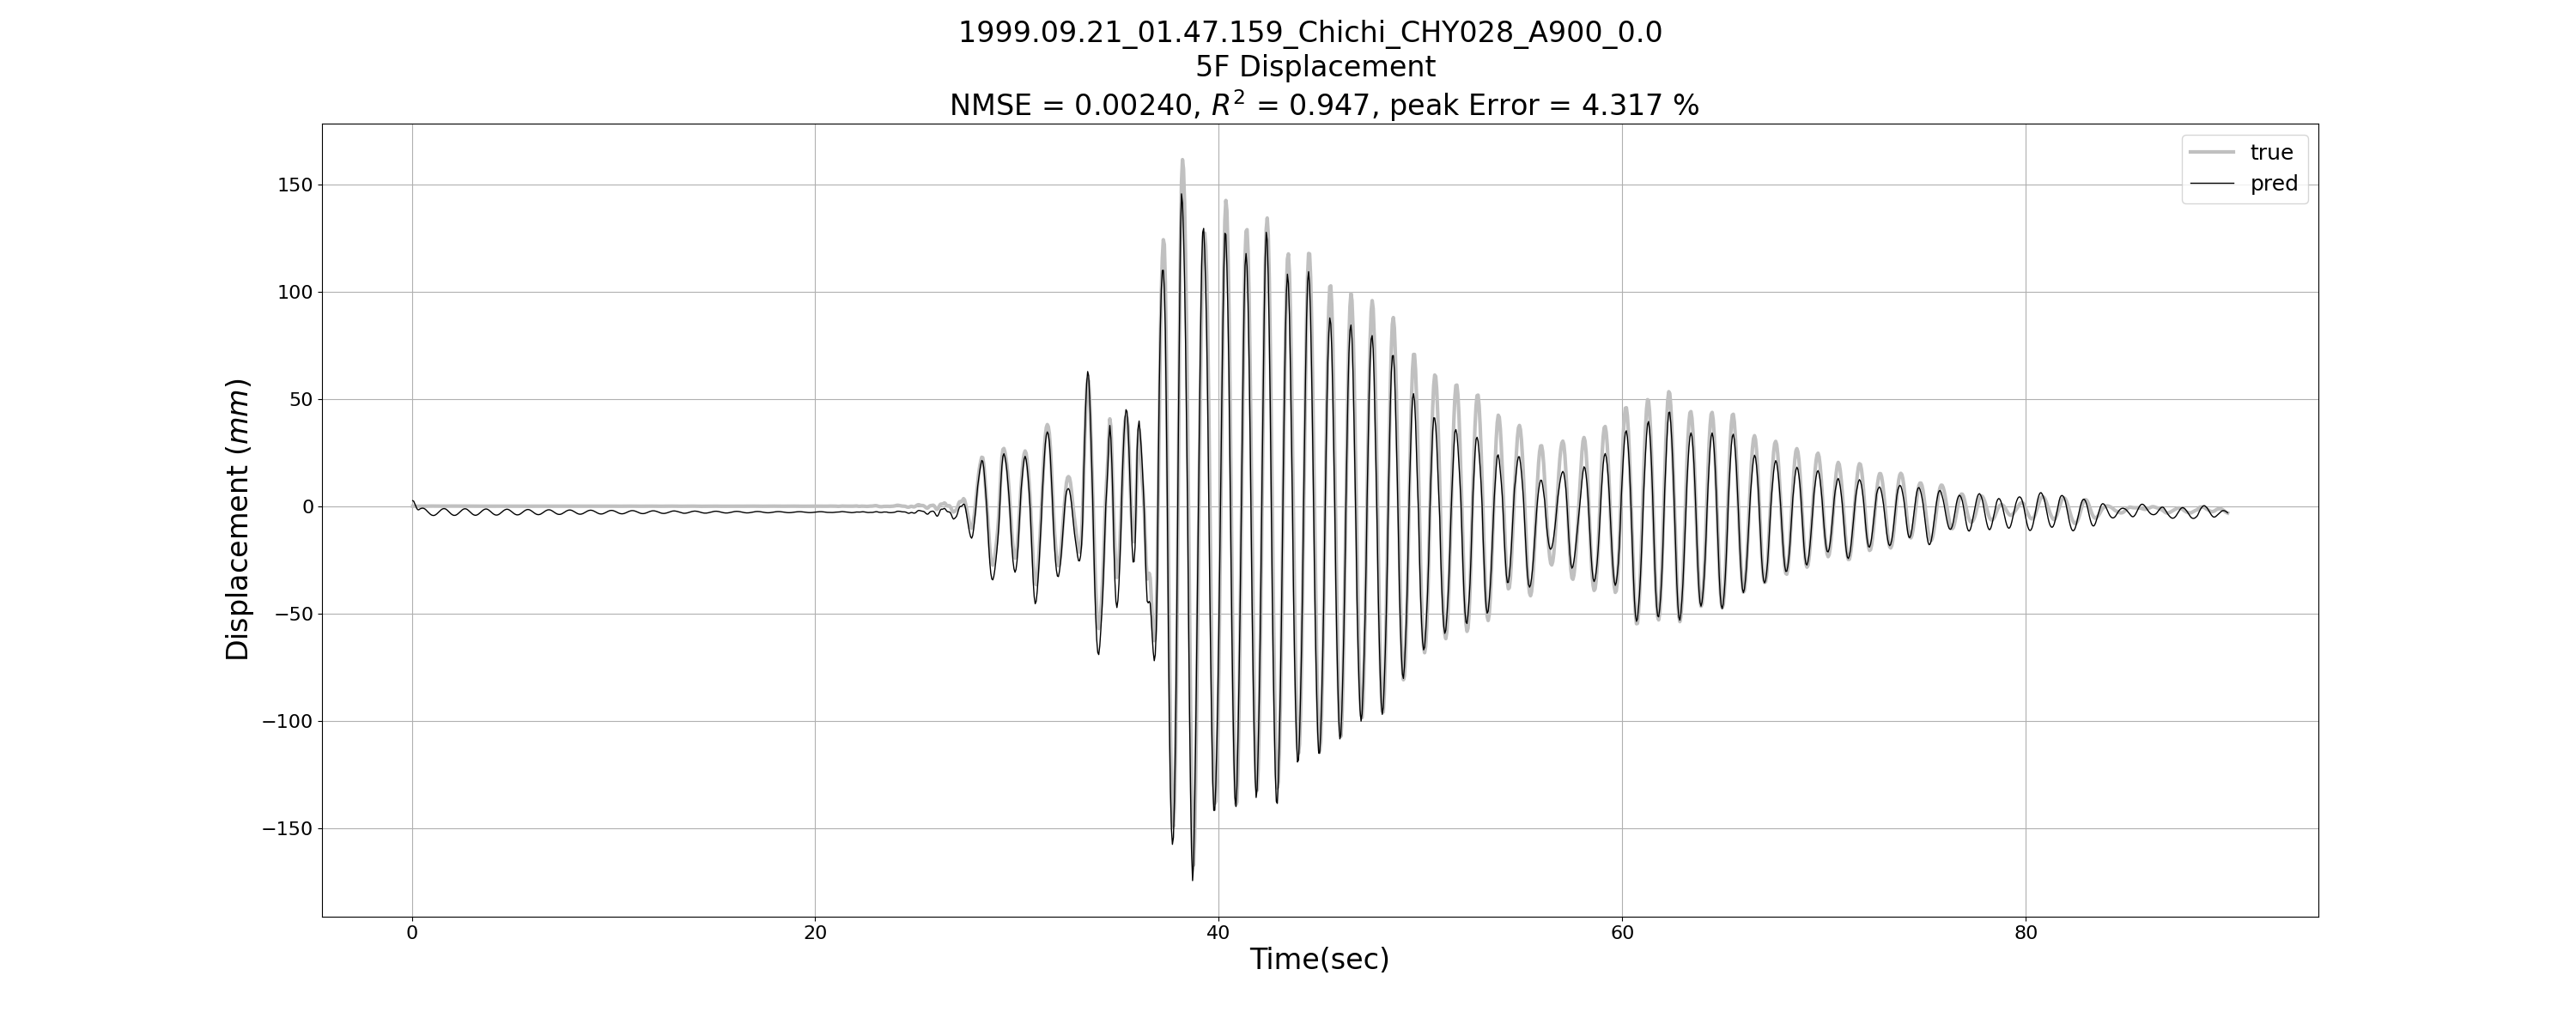 1999.09.21_01.47.159_Chichi_CHY028_A900_0.0
5F Displacement
NMSE = 0.00240, R² = 0.947, peak Error = 4.317 %
true
pred
150
100
50
0
−50
−100
−150
Displacement (mm)
0 20 40 60 80
Time(sec)